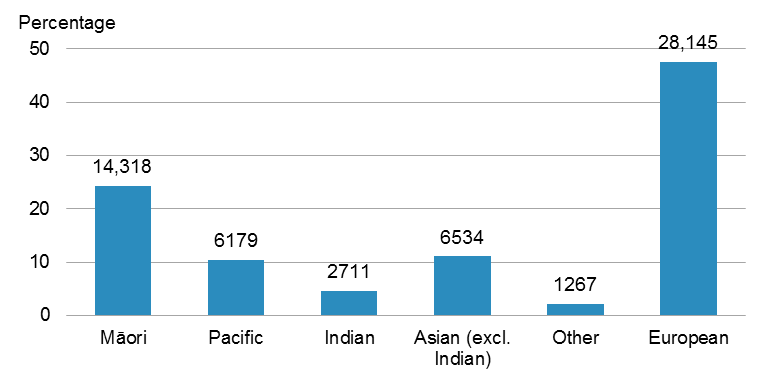 Percentage
50
40
30
20
10
0
14,318
6179
2711
6534
1267
28,145
Māori
Pacific
Indian
Asian (excl.
Indian)
Other
European